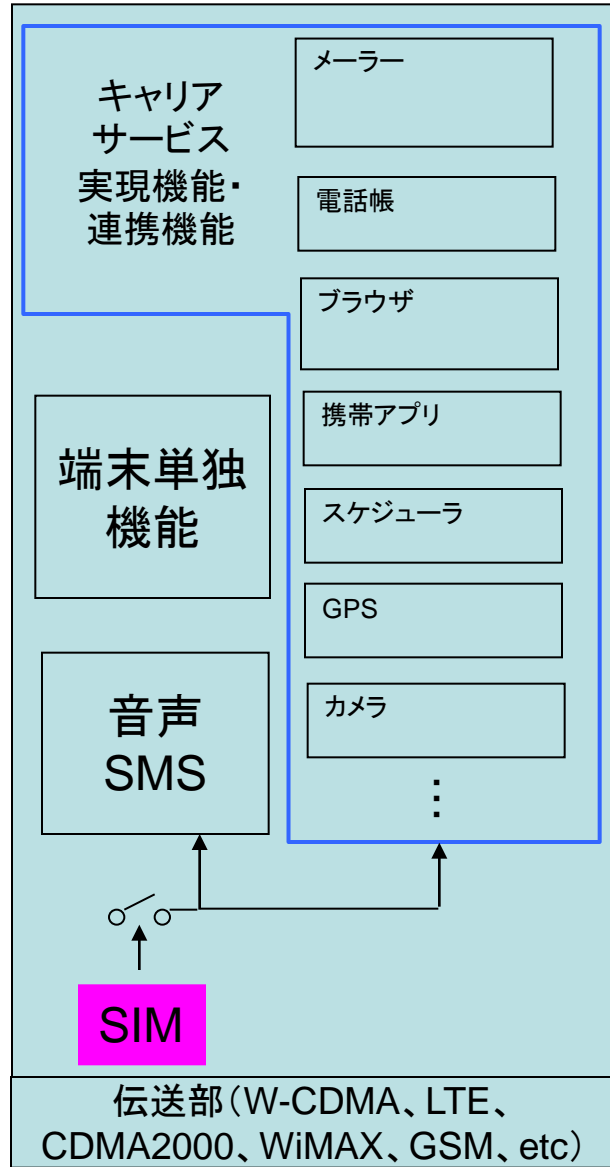 キャリア
サービス
実現機能・
連携機能
メーラー
電話帳
ブラウザ
携帯アプリ
スケジューラ
GPS
カメラ
⋮
端末単独
機能
音声
SMS
SIM
伝送部(W-CDMA、LTE、
CDMA2000、WiMAX、GSM、etc)